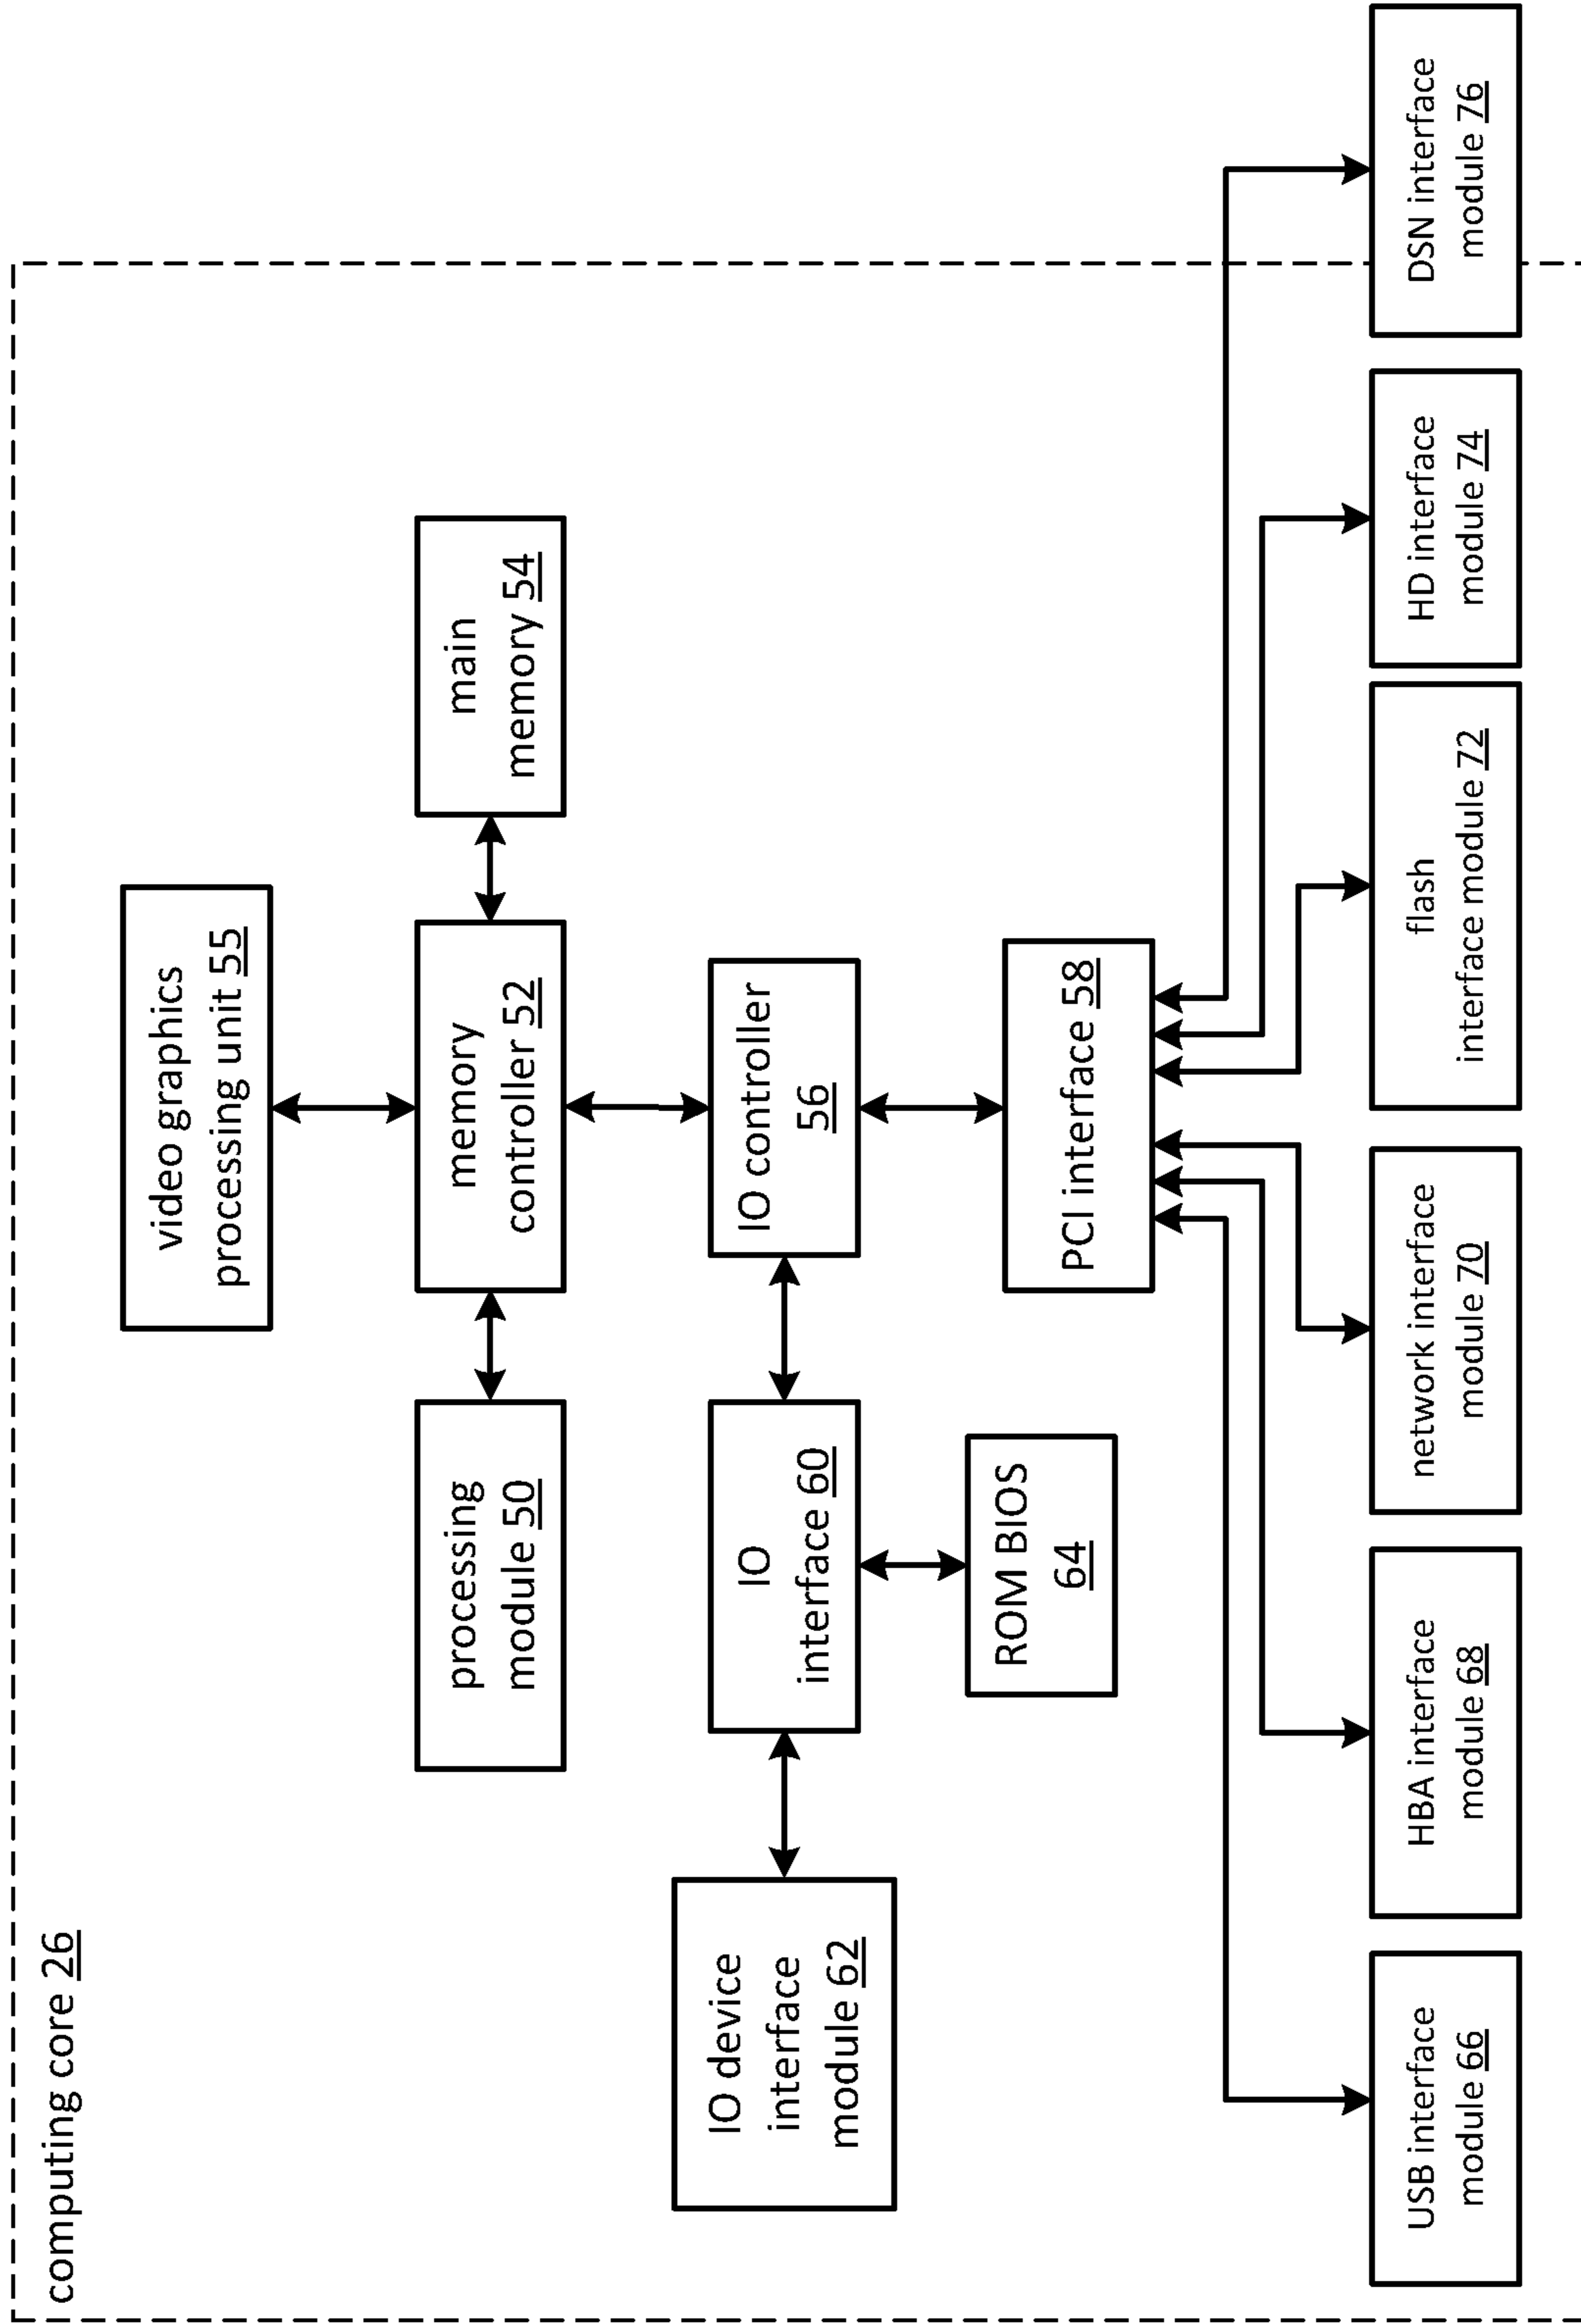 computing core 26
video graphics
processing unit 55
processing
module 50
memory
controller 52
main
memory 54
IO device
interface
module 62
IO
interface 60
IO controller
56
ROM BIOS
64
PCI interface 58
USB interface
module 66
HBA interface
module 68
network interface
module 70
flash
interface module 72
HD interface
module 74
DSN interface
module 76